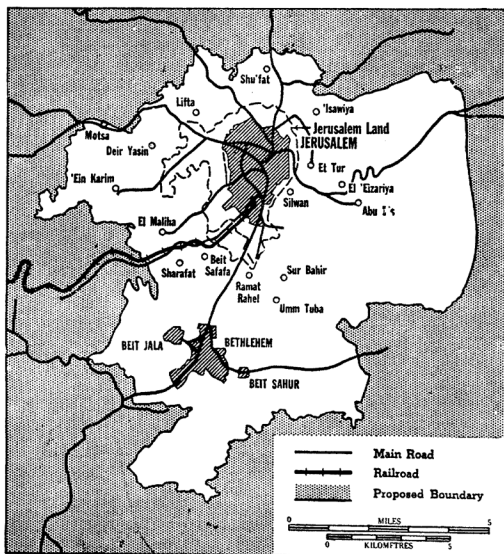 Shu'fat
Lifta
'Isawiya
Motsa
Jerusalem Land
Deir Yasin
JERUSALEM
Et Tur
'Ein Karim
El 'Eizariya
Silwan
Abu I's
El Maliha
Sharafat
Beit
Safafa
Sur Bahir
Ramat
Rahel
Umm Tuba
BEIT JALA
BETHLEHEM
BEIT SAHUR
Main Road
Railroad
Proposed Boundary
MILES
0 5
0 5
KILOMFTRES